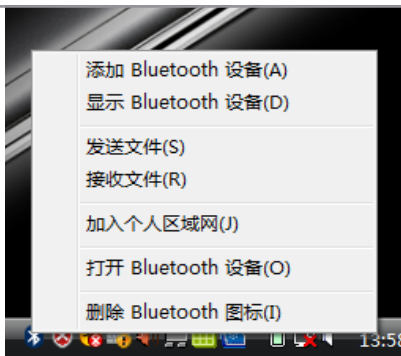 添加 Bluetooth 设备(A)
显示 Bluetooth 设备(D)
发送文件(S)
接收文件(R)
加入个人区域网(J)
打开 Bluetooth 设备(O)
删除 Bluetooth 图标(I)
13:58